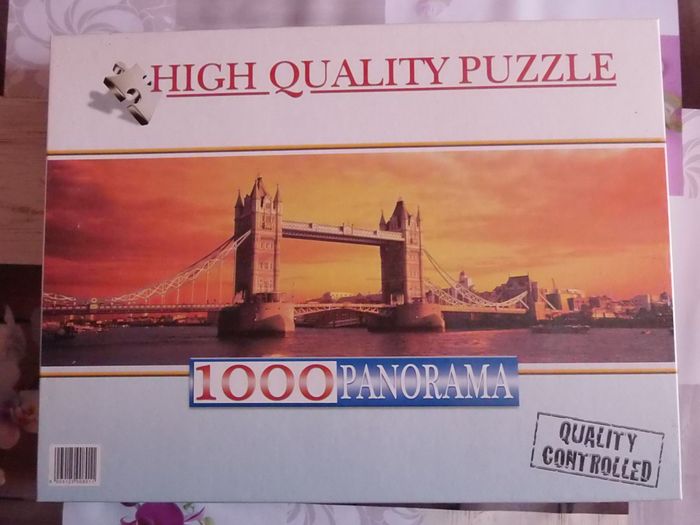 HIGH QUALITY PUZZLE
1000 PANORAMA
QUALITY
CONTROLLED